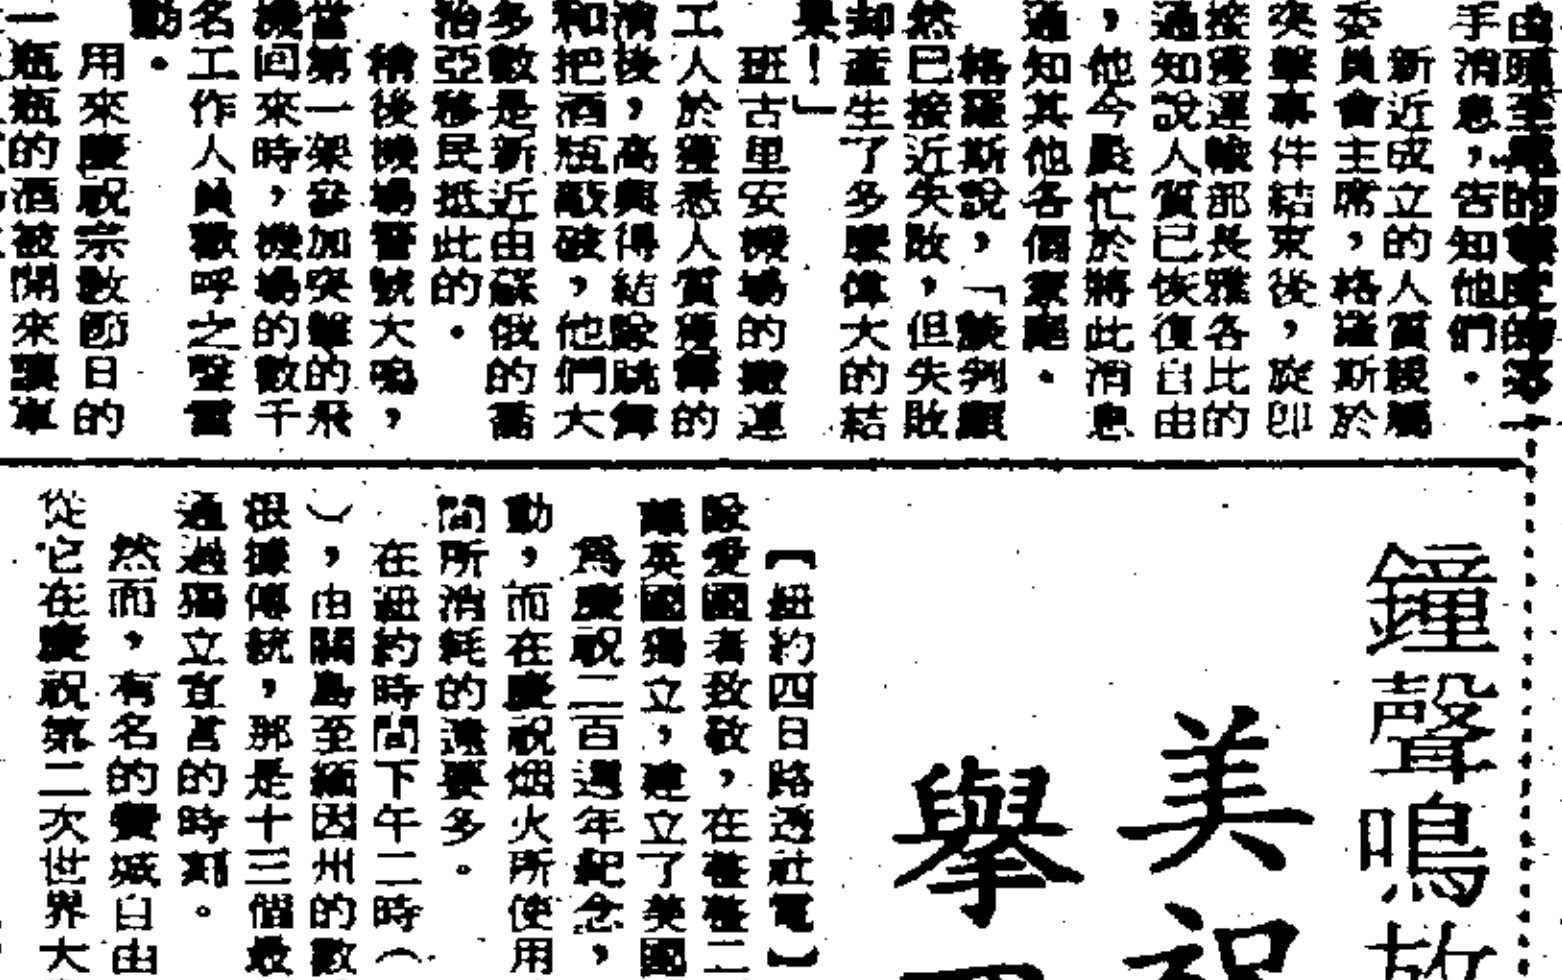 手消息，告知他們。
新近成立的人質親屬
委員會主席，格羅斯於
突擊事件結束後，旋即
接獲運輸部長雅各比的
通知說人質已恢復自由
，他今晨忙於將此消息
通知其他各個家庭。
格羅斯說，「談判顯
然已接近失敗，但失敗
却產生了多麼偉大的結
果！」
班古里安機場的搬運
工人於獲悉人質獲釋的
消後，高興得結隊跳舞
和把酒瓶敲破，他們大
多數是新近由蘇俄的喬
治亞移民抵此的。
稍後機場警號大鳴，
當第一架參加突擊的飛
機回來時，機場的數千
名工作人員歡呼之聲雷
動。
用來慶祝宗教節日的
一瓶瓶的酒被開來讓軍
鐘聲鳴放
美祝
舉
【紐約四日路透社電】
愛國者致敬，在整整二
離英國獨立，建立了美國
為慶祝二百週年紀念，
動，而在慶祝烟火所使用
間所消耗的還要多。
在紐約時間下午二時（
），由關島至緬因州的數
根據傳統，那是十三個最
通過獨立宣言的時刻。
然而，有名的費城自由
從它在慶祝第二次世界大